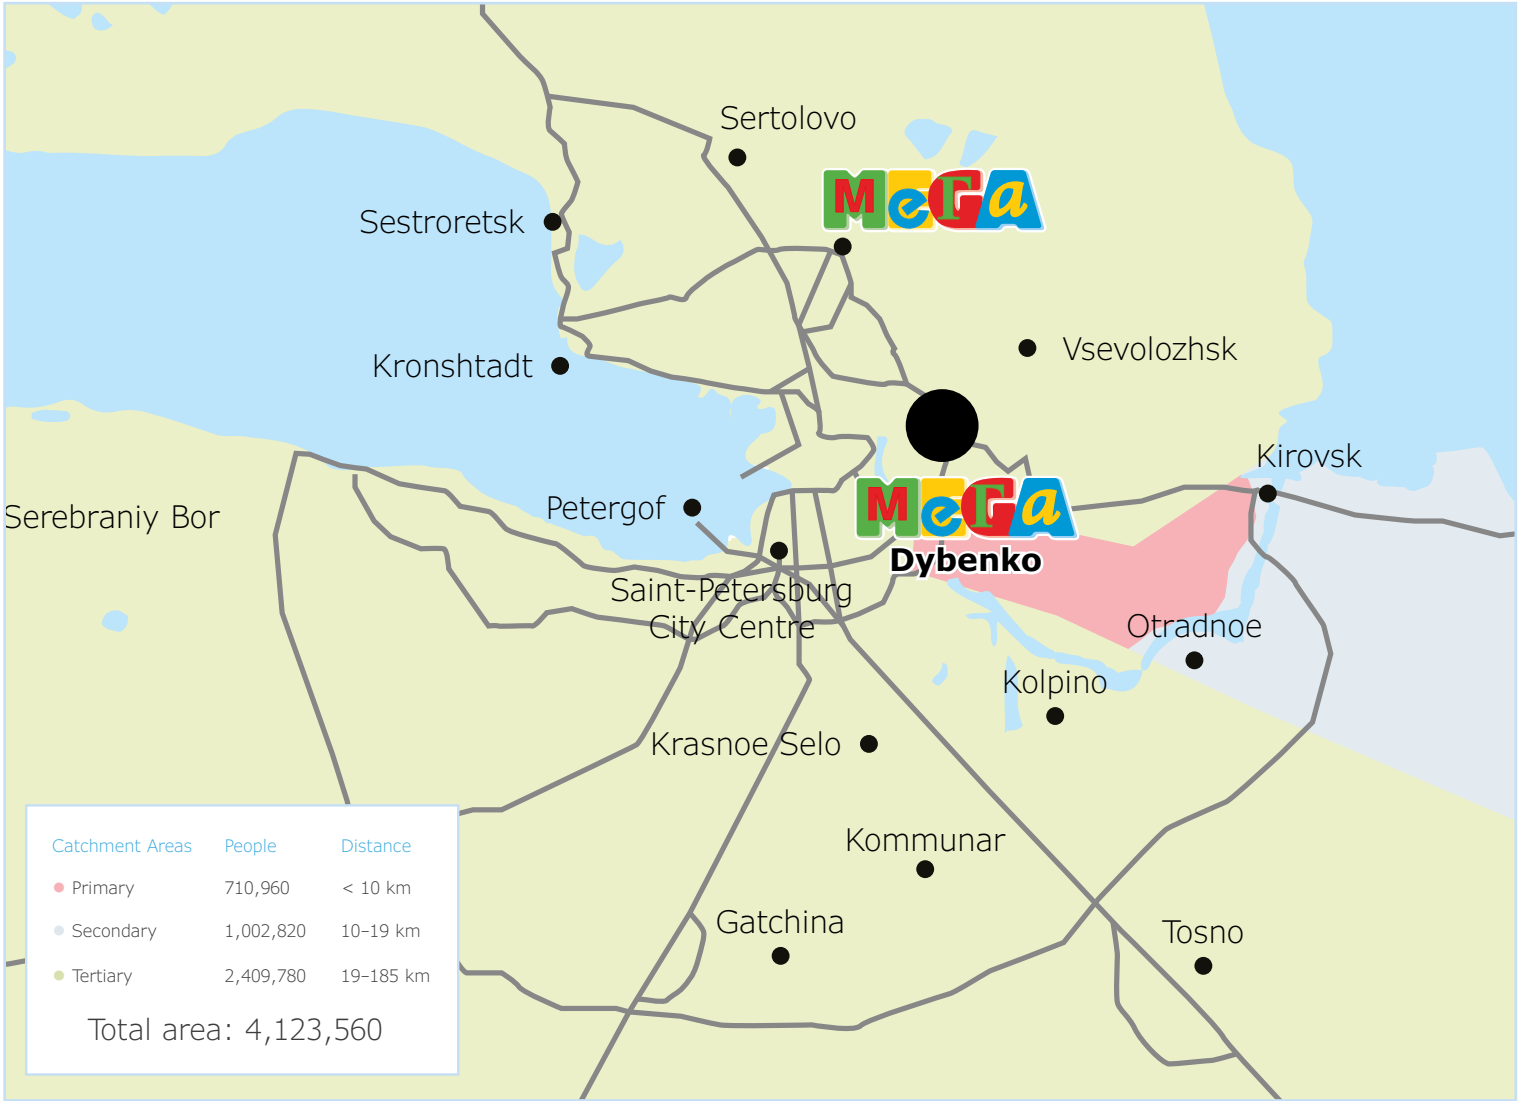 Sertolovo
МЕГА
Sestroretsk
Vsevolozhsk
Kronshtadt
Kirovsk
МЕГА
Dybenko
Petergof
Serebraniy Bor
Saint-Petersburg
City Centre
Otradnoe
Kolpino
Krasnoe Selo
Kommunar
Gatchina
Tosno
Catchment Areas People Distance
Primary 710,960 < 10 km
Secondary 1,002,820 10–19 km
Tertiary 2,409,780 19–185 km
Total area: 4,123,560